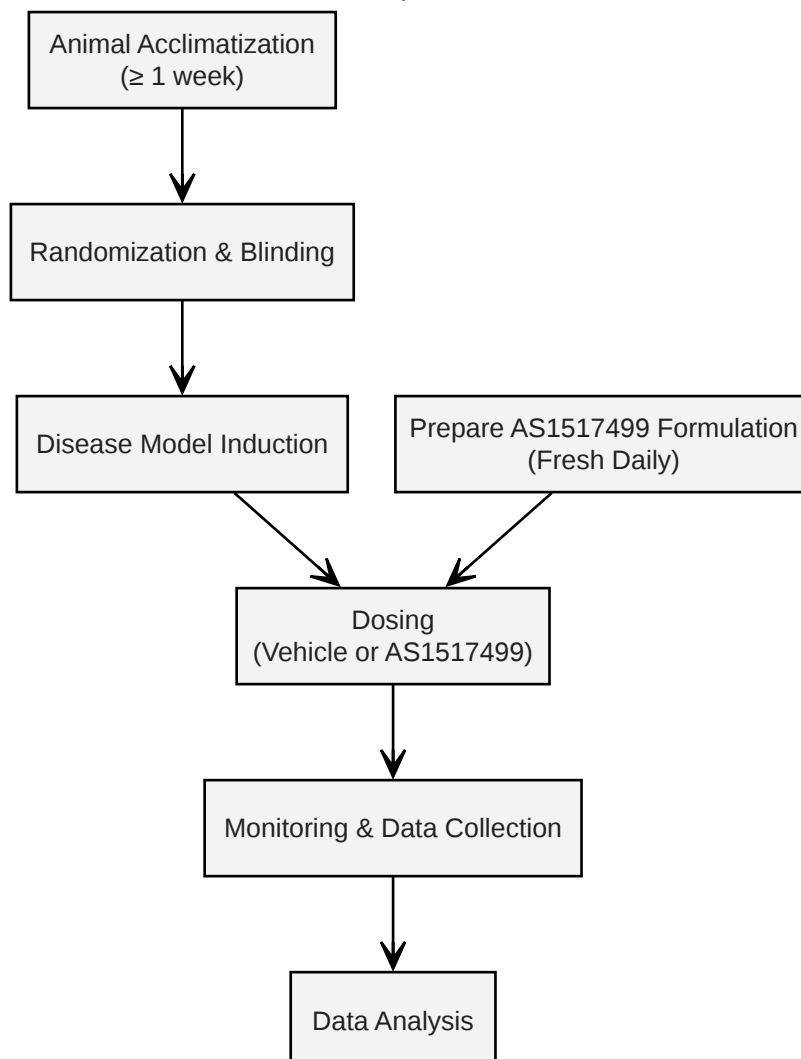 Animal Acclimatization
(≥ 1 week)
Randomization & Blinding
Disease Model Induction
Prepare AS1517499 Formulation
(Fresh Daily)
Dosing
(Vehicle or AS1517499)
Monitoring & Data Collection
Data Analysis